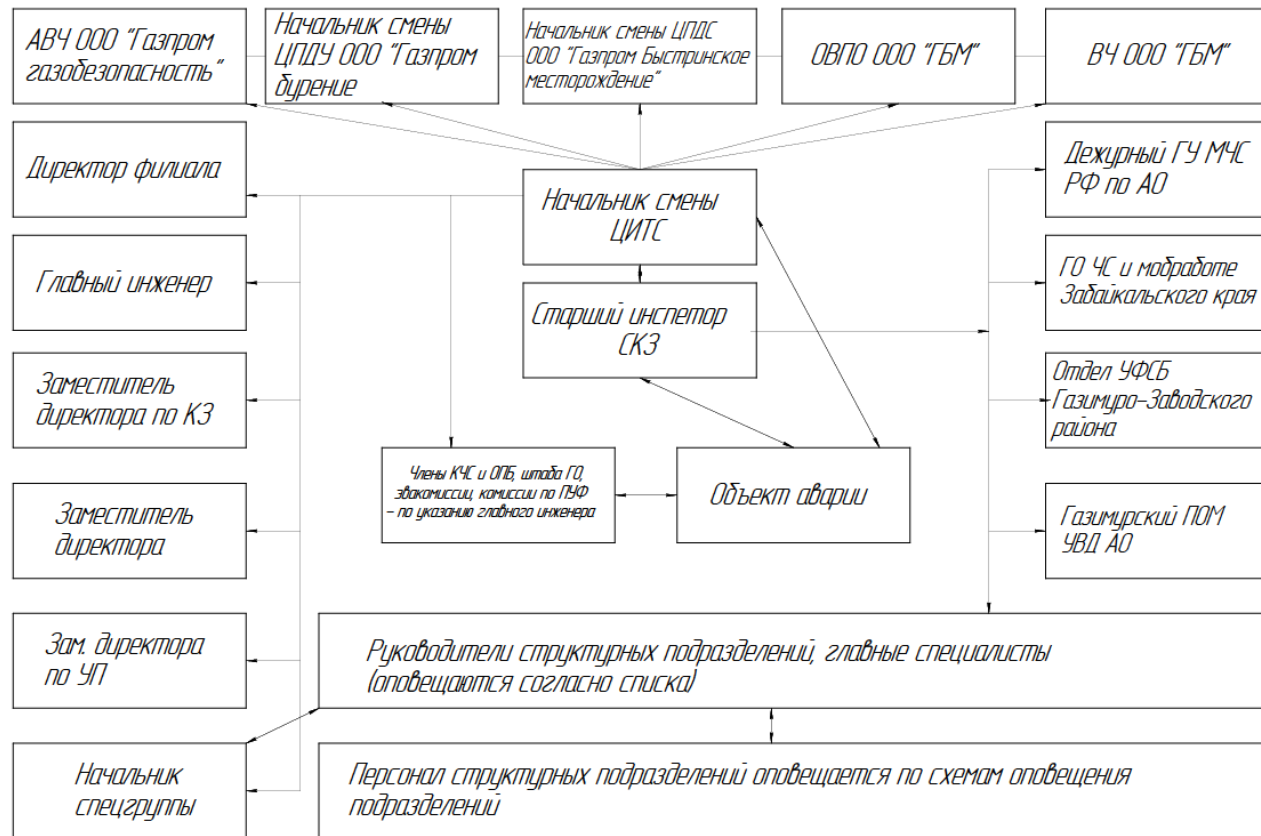 АВЧ ООО "Газпром
газобезопасность"
Начальник смены
ЦПДУ ООО "Газпром
бурение
Начальник смены ЦПДС
ООО "Газпром Быстринское
месторождение"
ОВПО ООО "ГБМ"
ВЧ ООО "ГБМ"
Директор филиала
Начальник смены
ЦИТС
Дежурный ГУ МЧС
РФ по АО
Главный инженер
Старший инспетор
СКЗ
ГО ЧС и мобработе
Забайкальского края
Заместитель
директора по КЗ
Отдел УФСБ
Газимуро-Заводского
района
Члены КЧС и ОПБ, штаба ГО,
эвакомиссии, комиссии по ПУФ
- по указанию главного инженера
Объект аварии
Заместитель
директора
Газимурский ПОМ
УВД АО
Зам. директора
по УП
Руководители структурных подразделений, главные специалисты
(оповещаются согласно списка)
Начальник
спецгруппы
Персонал структурных подразделений оповещается по схемам оповещения
подразделений